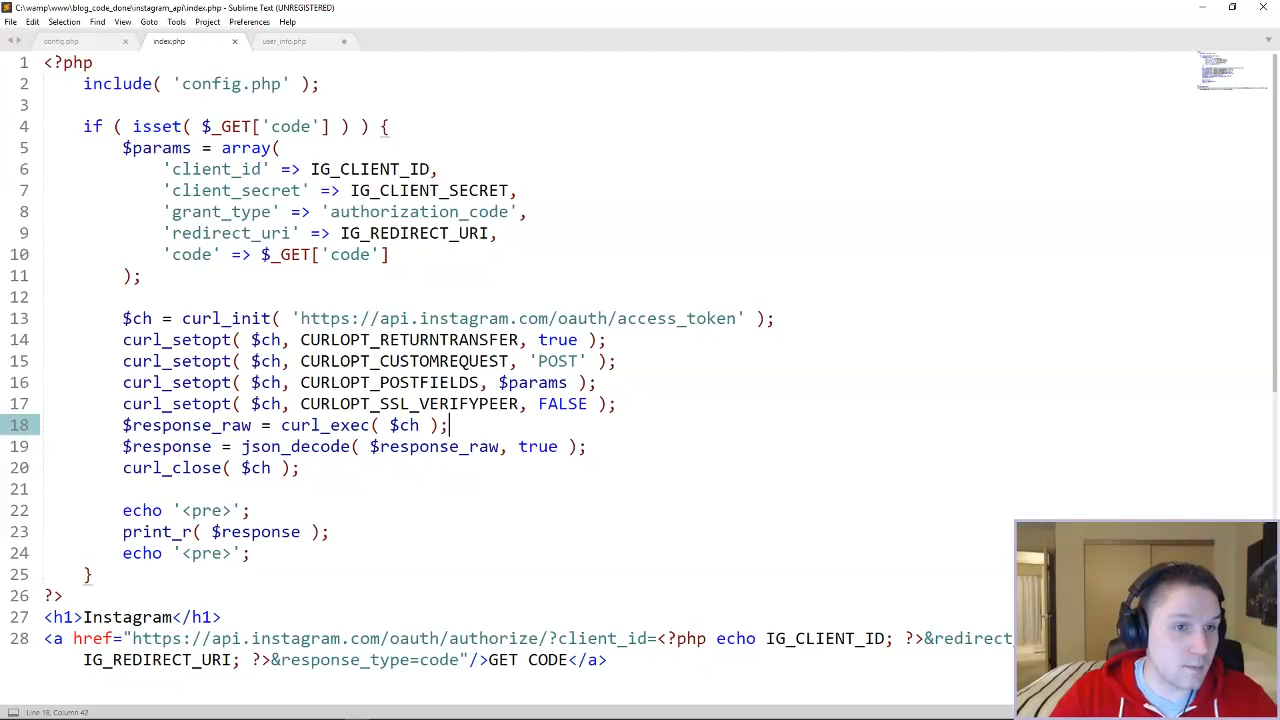 C:\wamp\www\blog_code_done\instagram_api\index.php - Sublime Text (UNREGISTERED)
File Edit Selection Find View Goto Tools Project Preferences Help
config.php index.php user_info.php
1 <?php
2 include( 'config.php' );
3
4 if ( isset( $_GET['code'] ) ) {
5 $params = array(
6 'client_id' => IG_CLIENT_ID,
7 'client_secret' => IG_CLIENT_SECRET,
8 'grant_type' => 'authorization_code',
9 'redirect_uri' => IG_REDIRECT_URI,
10 'code' => $_GET['code']
11 );
12
13 $ch = curl_init( 'https://api.instagram.com/oauth/access_token' );
14 curl_setopt( $ch, CURLOPT_RETURNTRANSFER, true );
15 curl_setopt( $ch, CURLOPT_CUSTOMREQUEST, 'POST' );
16 curl_setopt( $ch, CURLOPT_POSTFIELDS, $params );
17 curl_setopt( $ch, CURLOPT_SSL_VERIFYPEER, FALSE );
18 $response_raw = curl_exec( $ch );
19 $response = json_decode( $response_raw, true );
20 curl_close( $ch );
21
22 echo '<pre>';
23 print_r( $response );
24 echo '<pre>';
25 }
26 ?>
27 <h1>Instagram</h1>
28 <a href="https://api.instagram.com/oauth/authorize/?client_id=<?php echo IG_CLIENT_ID; ?>&redirect_
IG_REDIRECT_URI; ?>&response_type=code"/>GET CODE</a>
Line 18, Column 42